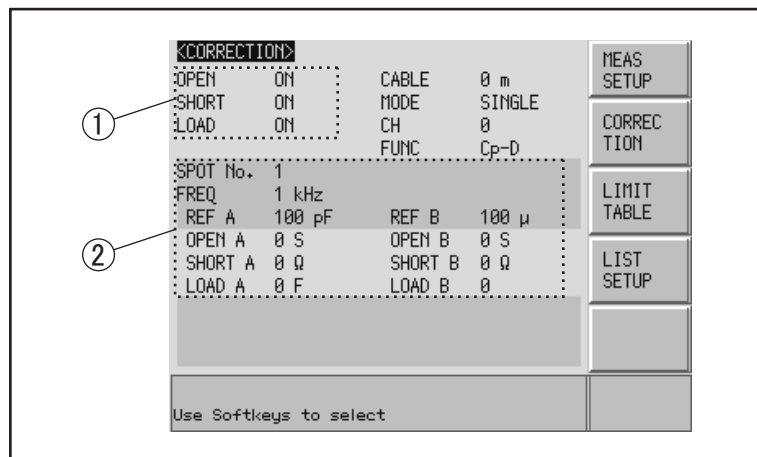 <CORRECTION>
OPEN ON CABLE 0 m
SHORT ON MODE SINGLE
LOAD ON CH 0
FUNC Cp-D
SPOT No. 1
FREQ 1 kHz
REF A 100 pF REF B 100 µ
OPEN A 0 S OPEN B 0 S
SHORT A 0 Ω SHORT B 0 Ω
LOAD A 0 F LOAD B 0
Use Softkeys to select
MEAS
SETUP
CORREC
TION
LIMIT
TABLE
LIST
SETUP
1
2